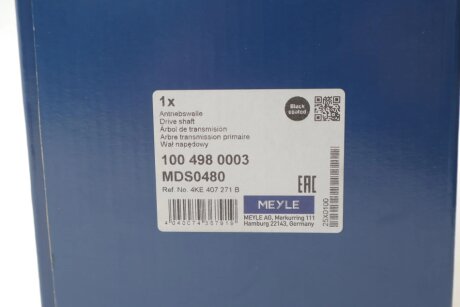 1x
Antriebswelle
Drive shaft
Árbol de transmisión
Arbre transmission primaire
Wał napędowy
Black coated
100 498 0003
MDS0480
Ref. No. 4KE 407 271 B
EAC
MEYLE
MEYLE AG, Merkurring 111
Hamburg 22143, Germany
25X0100